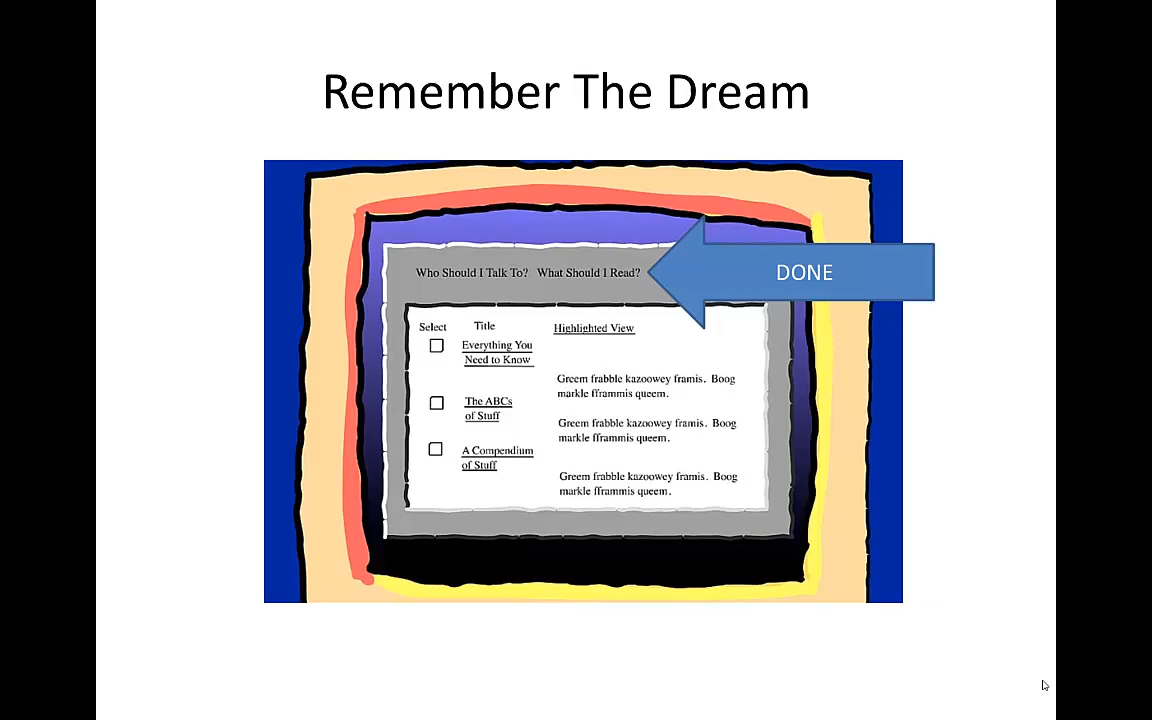 Remember The Dream
Who Should I Talk To? What Should I Read?
DONE
Select Title Highlighted View
Everything You
Need to Know
Greem frabble kazoowey framis. Boog
markle fframmis queem.
The ABCs
of Stuff
Greem frabble kazoowey framis. Boog
markle fframmis queem.
A Compendium
of Stuff
Greem frabble kazoowey framis. Boog
markle fframmis queem.